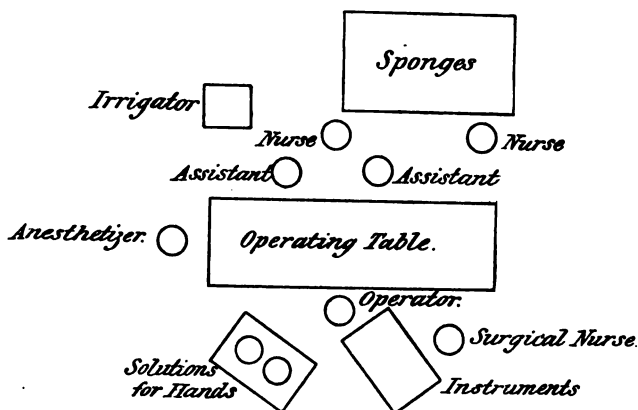 Sponges
Irrigator
Nurse
Nurse
Assistant
Assistant
Anesthetizer.
Operating Table.
Operator.
Surgical Nurse.
Solutions
for Hands
Instruments